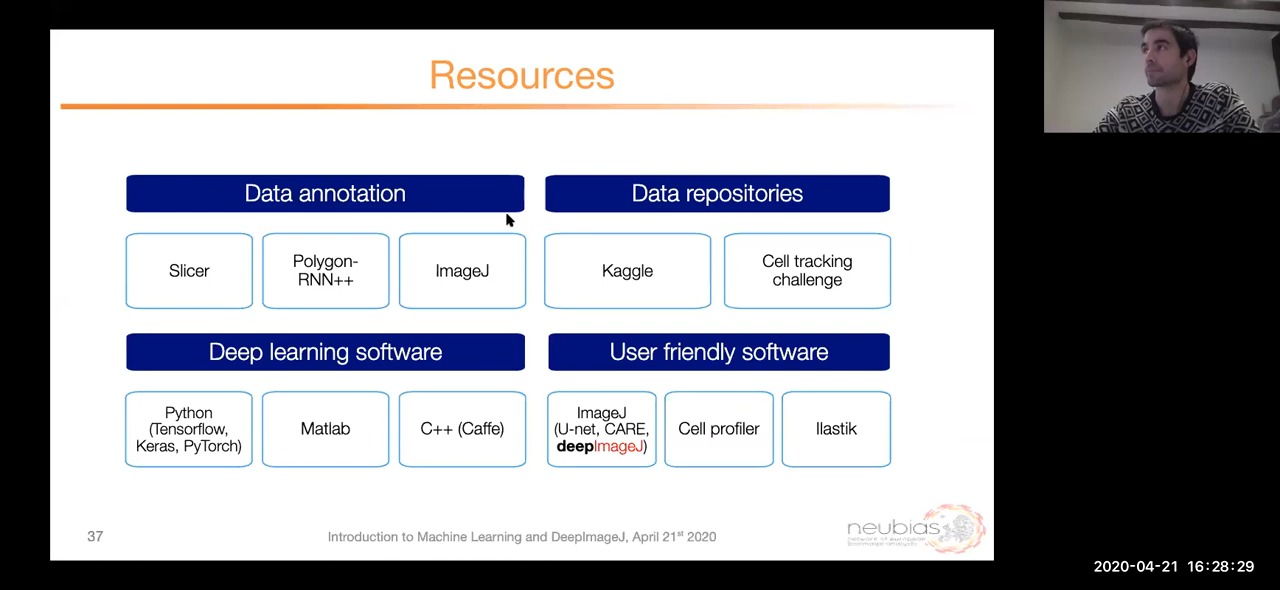 Resources
Data annotation
Data repositories
Slicer
Polygon-
RNN++
ImageJ
Kaggle
Cell tracking
challenge
Deep learning software
User friendly software
Python
(Tensorflow,
Keras, PyTorch)
Matlab
C++ (Caffe)
ImageJ
(U-net, CARE,
deepImageJ)
Cell profiler
Ilastik
37
Introduction to Machine Learning and DeepImageJ, April 21st 2020
neubias
2020-04-21 16:28:29